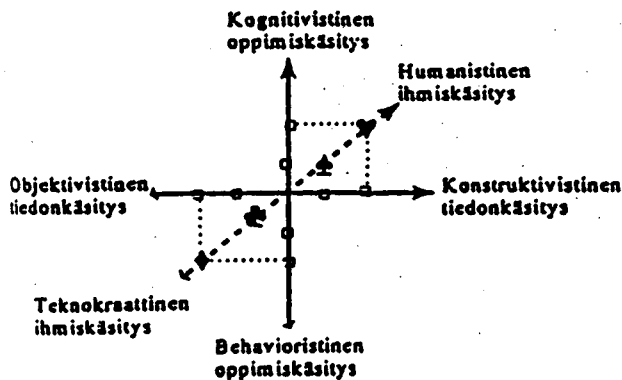 Kognitivistinen
oppimiskäsitys
Humanistinen
ihmiskäsitys
Objektivistinen
tiedonkäsitys
Konstruktivistinen
tiedonkäsitys
Teknokraattinen
ihmiskäsitys
Behavioristinen
oppimiskäsitys